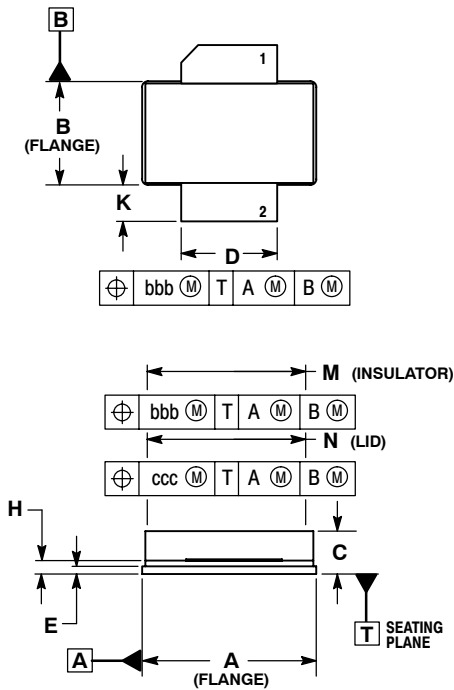 B
1
B
(FLANGE)
K
2
D
⌖ bbb Ⓜ T A Ⓜ B Ⓜ
M (INSULATOR)
⌖ bbb Ⓜ T A Ⓜ B Ⓜ
N (LID)
⌖ ccc Ⓜ T A Ⓜ B Ⓜ
H
C
E
T SEATING
PLANE
A
A
(FLANGE)